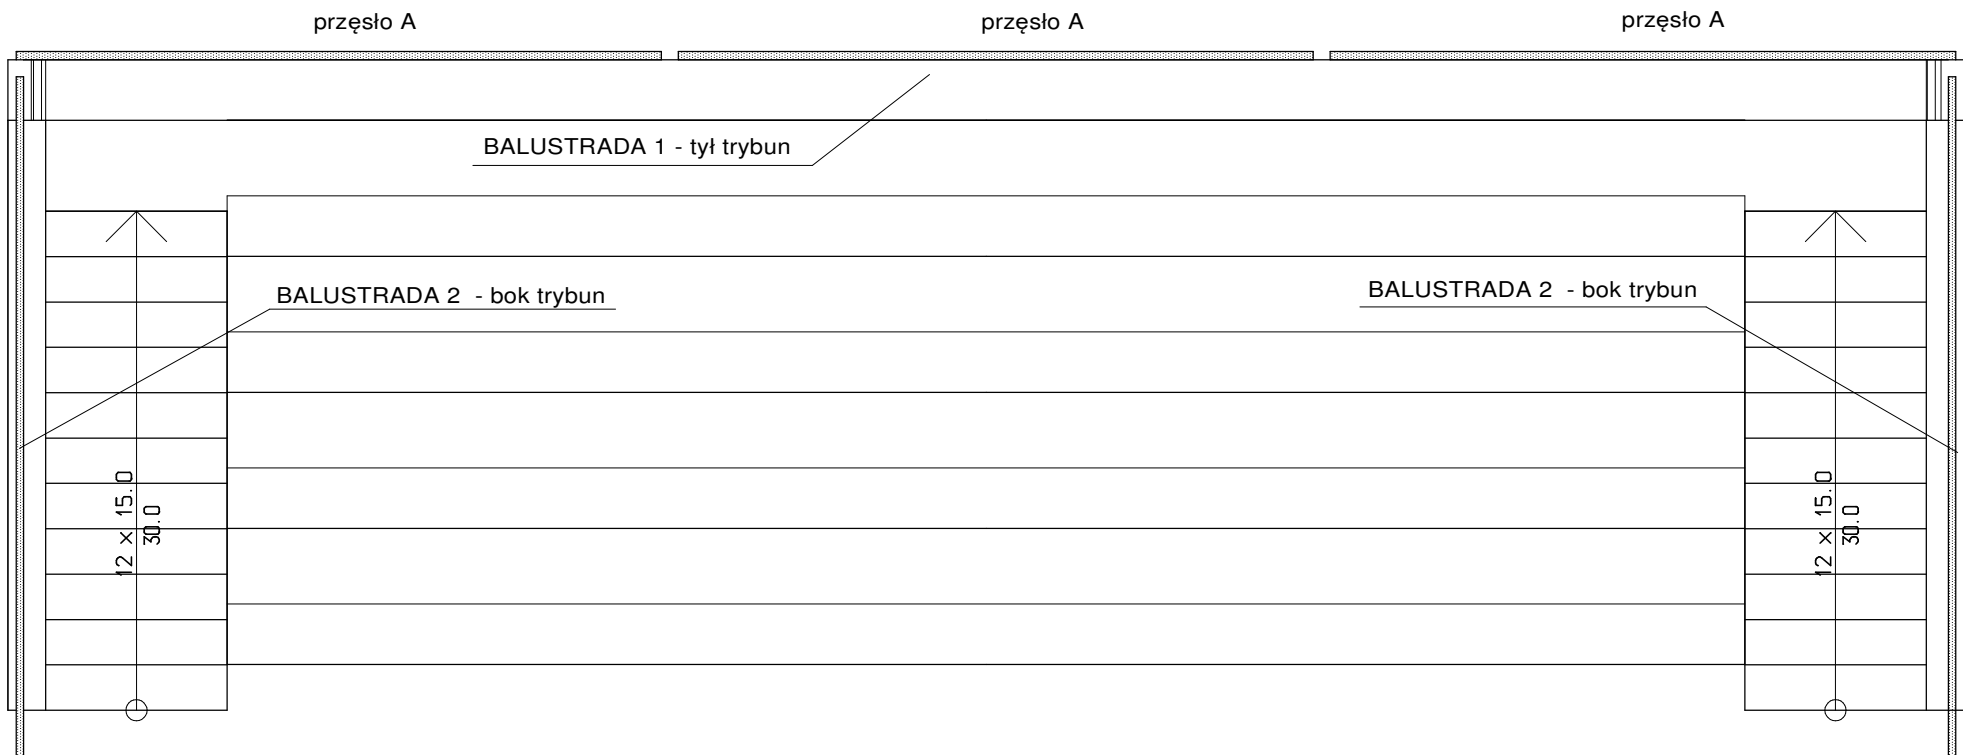 przęsło A
przęsło A
przęsło A
BALUSTRADA 1 - tył trybun
BALUSTRADA 2 - bok trybun
BALUSTRADA 2 - bok trybun
12 x 15.0
30.0
12 x 15.0
30.0